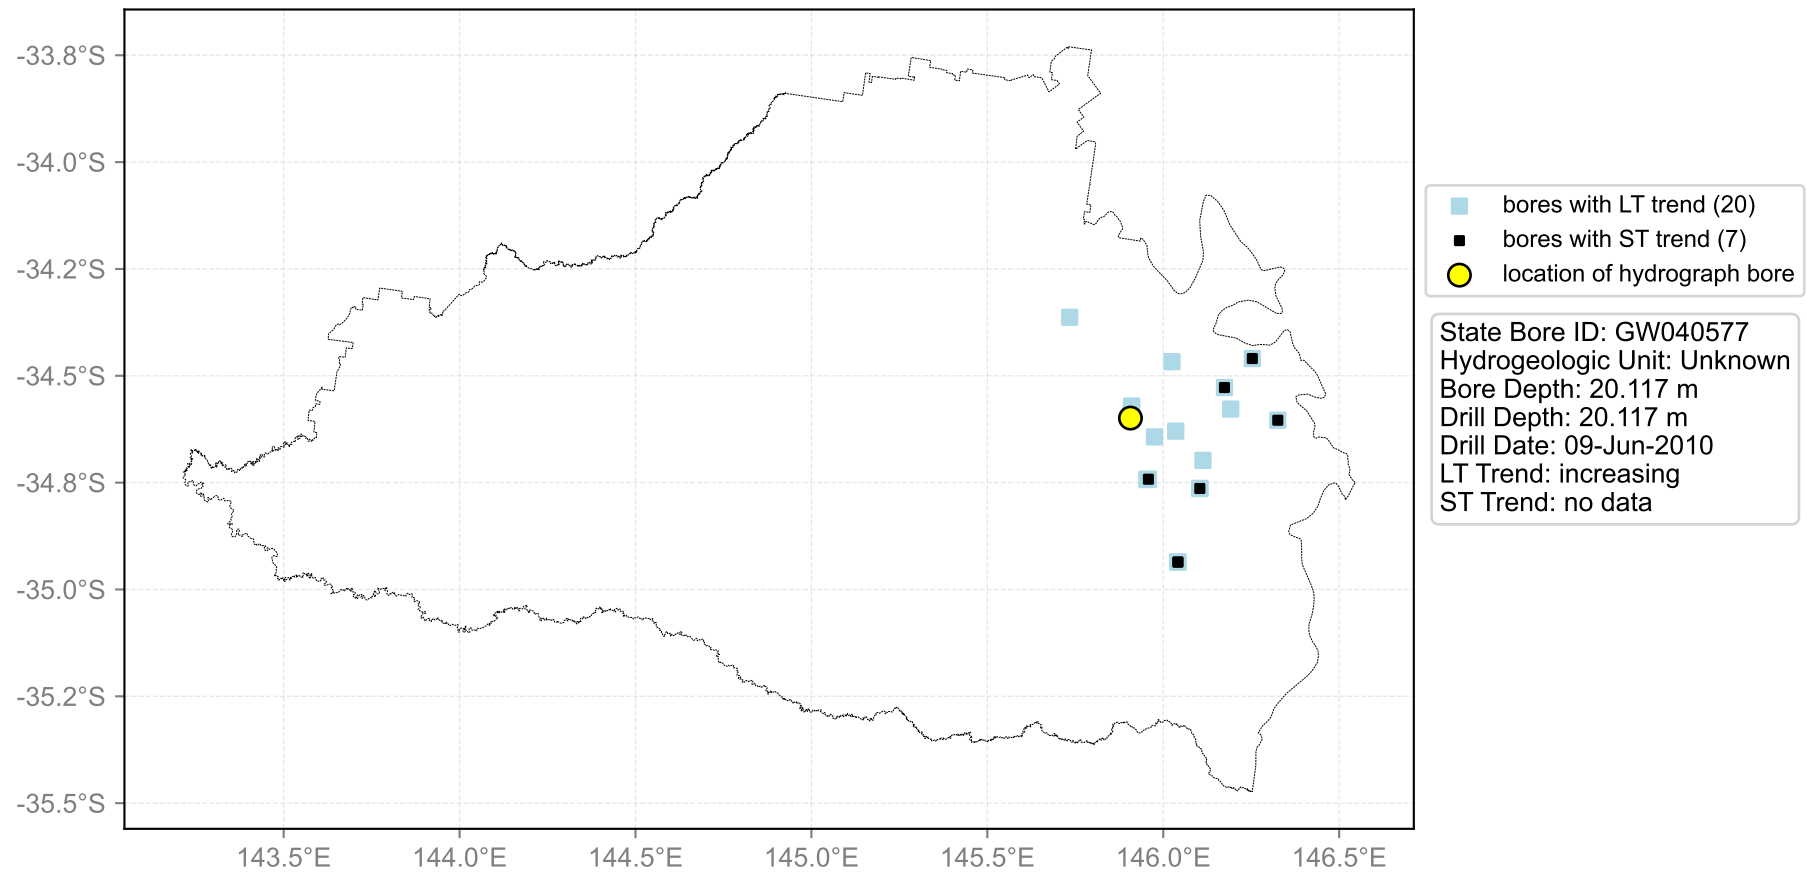 -33.8°S
-34.0°S
-34.2°S
-34.5°S
-34.8°S
-35.0°S
-35.2°S
-35.5°S
143.5°E
144.0°E
144.5°E
145.0°E
145.5°E
146.0°E
146.5°E
bores with LT trend (20)
bores with ST trend (7)
location of hydrograph bore
State Bore ID: GW040577
Hydrogeologic Unit: Unknown
Bore Depth: 20.117 m
Drill Depth: 20.117 m
Drill Date: 09-Jun-2010
LT Trend: increasing
ST Trend: no data